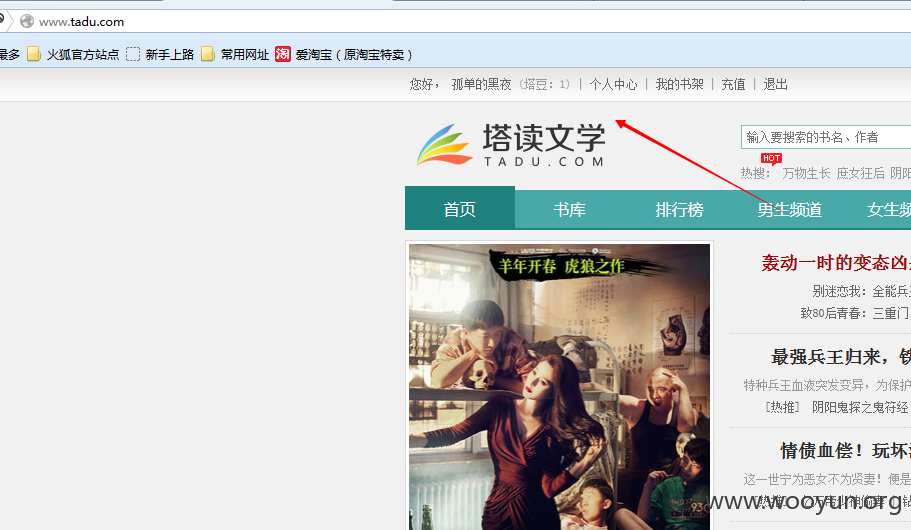 www.tadu.com
最多 火狐官方站点 新手上路 常用网址 淘 爱淘宝（原淘宝特卖）
您好， 孤单的黑夜（塔豆：1） | 个人中心 | 我的书架 | 充值 | 退出
塔读文学
TADU.COM
输入要搜索的书名、作者
HOT
热搜： 万物生长 庶女狂后 阴阳
首页 书库 排行榜 男生频道 女生频
羊年开春 虎狼之作
轰动一时的变态凶
别迷恋我：全能兵
致80后青春：三重门
最强兵王归来，
特种兵王血液突发变异，为保护
[热推] 阴阳鬼探之鬼符经
情债血偿！玩坏
这一世宁为恶女不为贤妻！便是
[热推]
www.wooyun.org